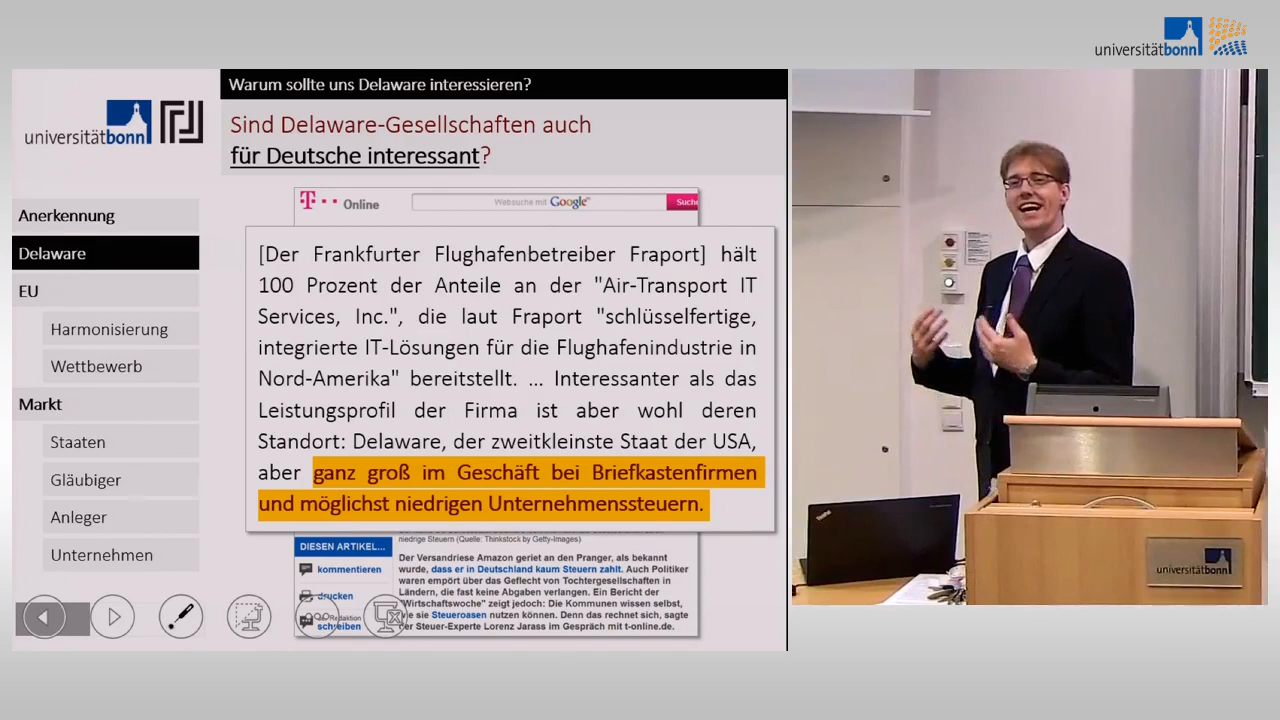 universitätbonn
Warum sollte uns Delaware interessieren?
universitätbonn
Sind Delaware-Gesellschaften auch
für Deutsche interessant?
Anerkennung
Delaware
EU
Harmonisierung
Wettbewerb
Markt
Staaten
Gläubiger
Anleger
Unternehmen
T Online
Websuche mit Google
Suche
[Der Frankfurter Flughafenbetreiber Fraport] hält
100 Prozent der Anteile an der "Air-Transport IT
Services, Inc.", die laut Fraport "schlüsselfertige,
integrierte IT-Lösungen für die Flughafenindustrie in
Nord-Amerika" bereitstellt. ... Interessanter als das
Leistungsprofil der Firma ist aber wohl deren
Standort: Delaware, der zweitkleinste Staat der USA,
aber ganz groß im Geschäft bei Briefkastenfirmen
und möglichst niedrigen Unternehmenssteuern.
niedrige Steuern (Quelle: Thinkstock by Getty-Images)
DIESEN ARTIKEL...
kommentieren
drucken
Redaktion
schreiben
Der Versandriese Amazon geriet an den Pranger, als bekannt
wurde, dass er in Deutschland kaum Steuern zahlt. Auch Politiker
waren empört über das Geflecht von Tochtergesellschaften in
Ländern, die fast keine Abgaben verlangen. Ein Bericht der
"Wirtschaftswoche" zeigt jedoch: Die Kommunen wissen selbst,
wie sie Steueroasen nutzen können. Denn das rechnet sich, sagte
der Steuer-Experte Lorenz Jarass im Gespräch mit t-online.de.
ThinkPad
universitätbonn